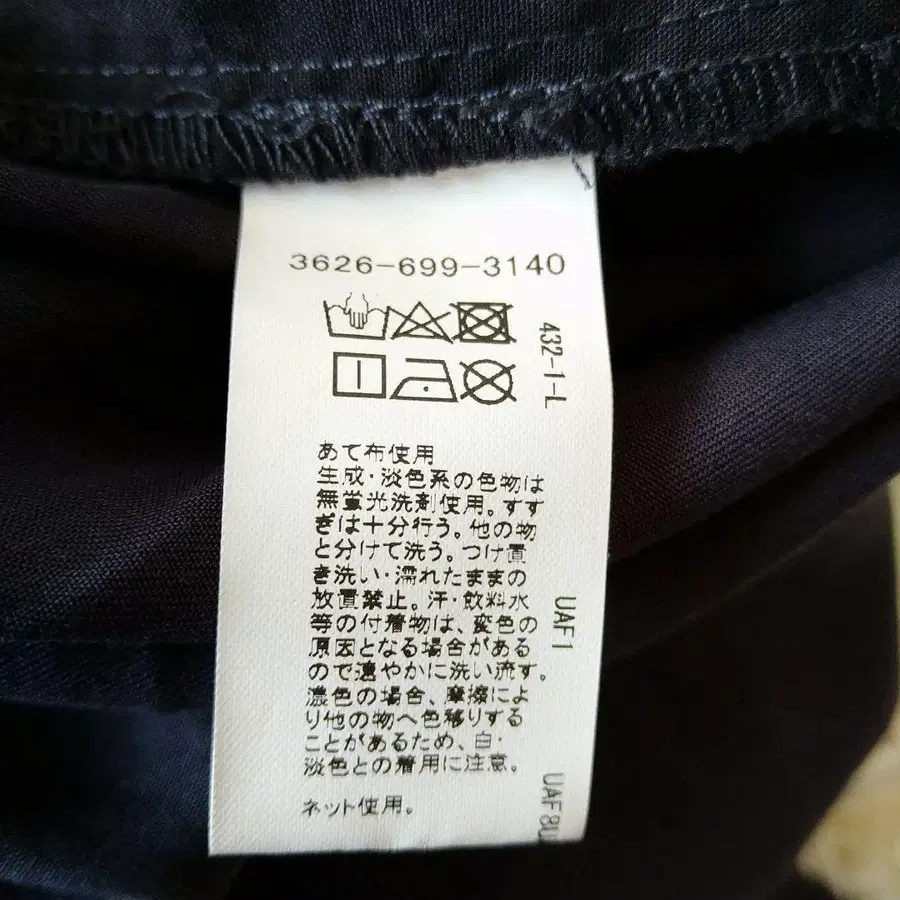 3626-699-3140
432-1-L
あて布使用
生成・淡色系の色物は
無蛍光洗剤使用。すす
ぎは十分行う。他の物
と分けて洗う。つけ置
き洗い・濡れたままの
放置禁止。汗・飲料水
等の付着物は、変色の
原因となる場合がある
ので速やかに洗い流す。
濃色の場合、摩擦によ
り他の物へ色移りする
ことがあるため、白・
淡色との着用に注意。
ネット使用。
UAF1
UAF8U